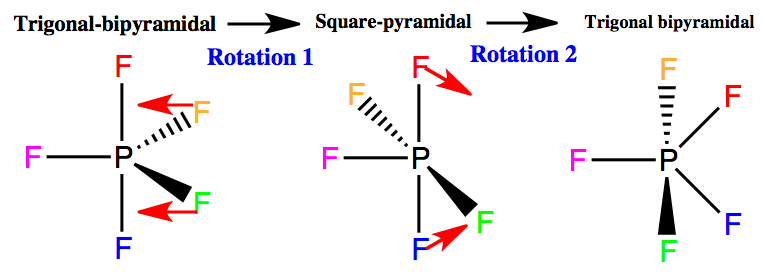 Trigonal-bipyramidal Square-pyramidal Trigonal bipyramidal
Rotation 1 Rotation 2
F F F
F F F
F P F P F P
F F F
F F F